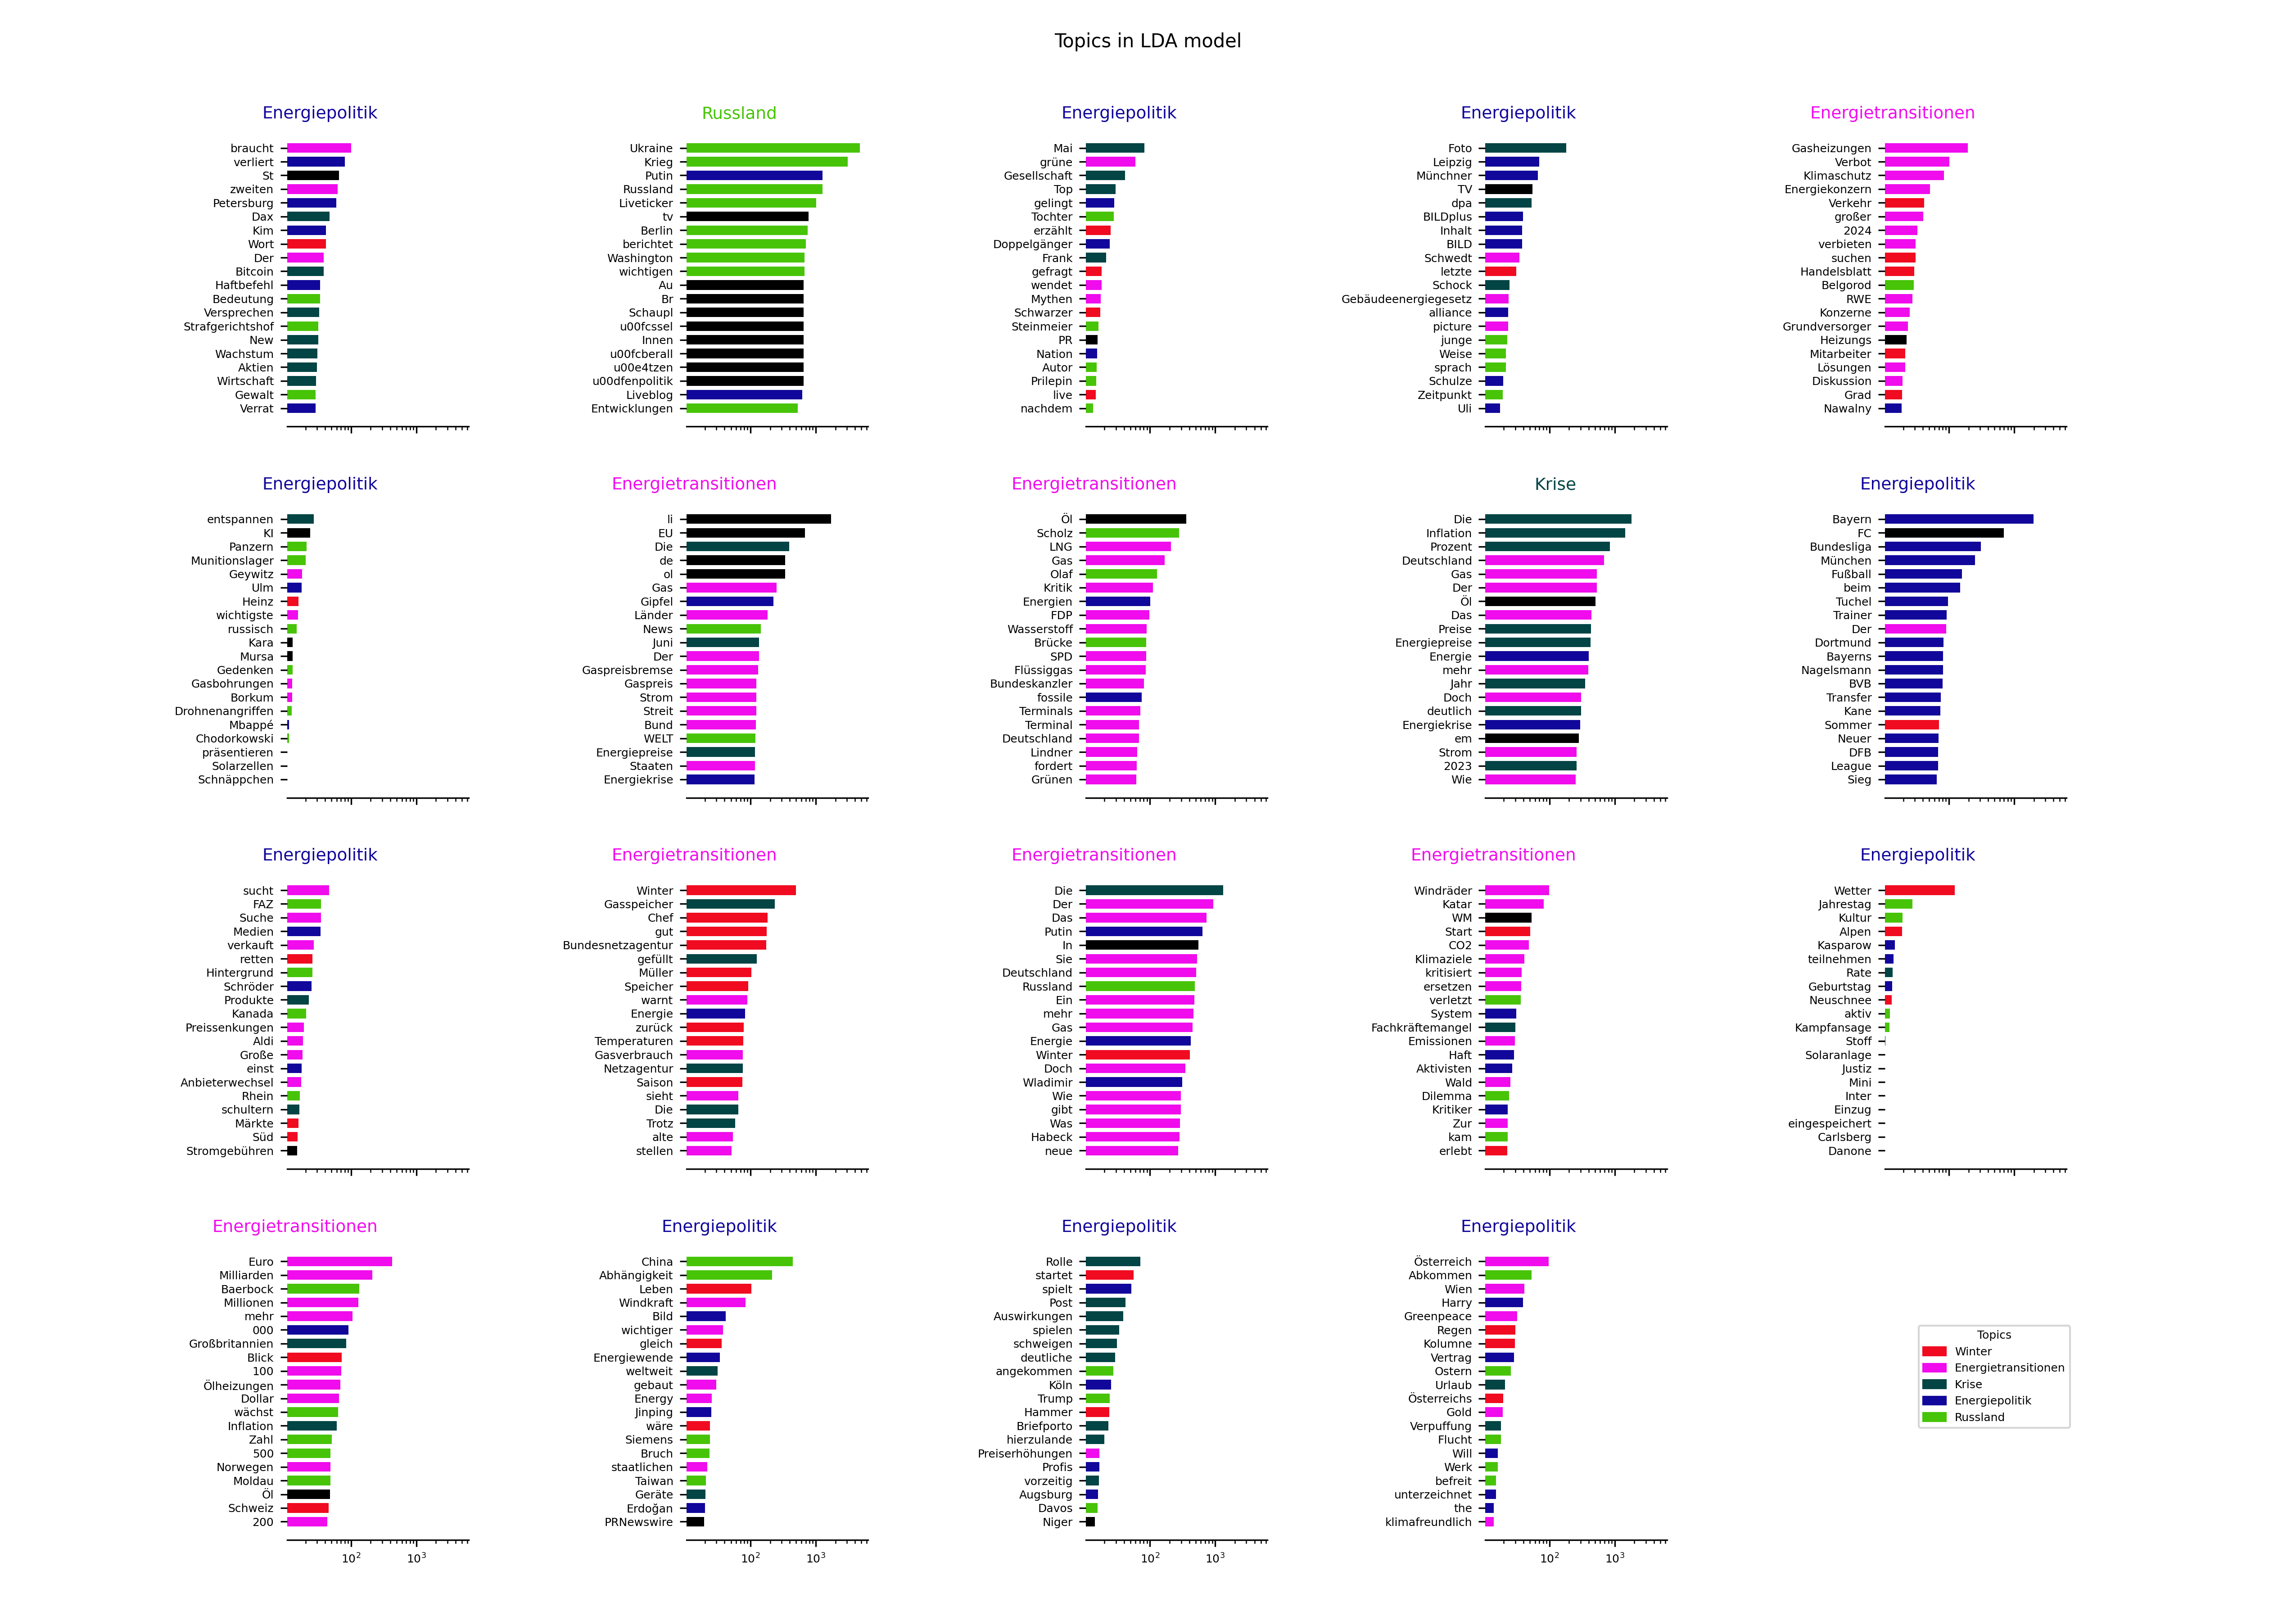 Topics in LDA model
Energiepolitik
braucht
verliert
St
zweiten
Petersburg
Dax
Kim
Wort
Der
Bitcoin
Haftbefehl
Bedeutung
Versprechen
Strafgerichtshof
New
Wachstum
Aktien
Wirtschaft
Gewalt
Verrat
Russland
Ukraine
Krieg
Putin
Russland
Liveticker
tv
Berlin
berichtet
Washington
wichtigen
Au
Br
Schaupl
u00fcssel
Innen
u00fcberall
u00e4tzen
u00dfenpolitik
Liveblog
Entwicklungen
Energiepolitik
Mai
grüne
Gesellschaft
Top
gelingt
Tochter
erzählt
Doppelgänger
Frank
gefragt
wendet
Mythen
Schwarzer
Steinmeier
PR
Nation
Autor
Prilepin
live
nachdem
Energiepolitik
Foto
Leipzig
Münchner
TV
dpa
BILDplus
Inhalt
BILD
Schwedt
letzte
Schock
Gebäudeenergiegesetz
alliance
picture
junge
Weise
sprach
Schulze
Zeitpunkt
Uli
Energietransitionen
Gasheizungen
Verbot
Klimaschutz
Energiekonzern
Verkehr
großer
2024
verbieten
suchen
Handelsblatt
Belgorod
RWE
Konzerne
Grundversorger
Heizungs
Mitarbeiter
Lösungen
Diskussion
Grad
Nawalny
Energiepolitik
entspannen
KI
Panzern
Munitionslager
Geywitz
Ulm
Heinz
wichtigste
russisch
Kara
Mursa
Gedenken
Gasbohrungen
Borkum
Drohnenangriffen
Mbappé
Chodorkowski
präsentieren
Solarzellen
Schnäppchen
Energietransitionen
li
EU
Die
de
ol
Gas
Gipfel
Länder
News
Juni
Der
Gaspreisbremse
Gaspreis
Strom
Streit
Bund
WELT
Energiepreise
Staaten
Energiekrise
Energietransitionen
Öl
Scholz
LNG
Gas
Olaf
Kritik
Energien
FDP
Wasserstoff
Brücke
SPD
Flüssiggas
Bundeskanzler
fossile
Terminals
Terminal
Deutschland
Lindner
fordert
Grünen
Krise
Die
Inflation
Prozent
Deutschland
Gas
Der
Öl
Das
Preise
Energiepreise
Energie
mehr
Jahr
Doch
deutlich
Energiekrise
em
Strom
2023
Wie
Energiepolitik
Bayern
FC
Bundesliga
München
Fußball
beim
Tuchel
Trainer
Der
Dortmund
Bayerns
Nagelsmann
BVB
Transfer
Kane
Sommer
Neuer
DFB
League
Sieg
Energiepolitik
sucht
FAZ
Suche
Medien
verkauft
retten
Hintergrund
Schröder
Produkte
Kanada
Preissenkungen
Aldi
Große
einst
Anbieterwechsel
Rhein
schultern
Märkte
Süd
Stromgebühren
Energietransitionen
Winter
Gasspeicher
Chef
gut
Bundesnetzagentur
gefüllt
Müller
Speicher
warnt
Energie
zurück
Temperaturen
Gasverbrauch
Netzagentur
Saison
sieht
Die
Trotz
alte
stellen
Energietransitionen
Die
Der
Das
Putin
In
Sie
Deutschland
Russland
Ein
mehr
Gas
Energie
Winter
Doch
Wladimir
Wie
gibt
Was
Habeck
neue
Energietransitionen
Windräder
Katar
WM
Start
CO2
Klimaziele
kritisiert
ersetzen
verletzt
System
Fachkräftemangel
Emissionen
Haft
Aktivisten
Wald
Dilemma
Kritiker
Zur
kam
erlebt
Energiepolitik
Wetter
Jahrestag
Kultur
Alpen
Kasparow
teilnehmen
Rate
Geburtstag
Neuschnee
aktiv
Kampfansage
Stoff
Solaranlage
Justiz
Mini
Inter
Einzug
eingespeichert
Carlsberg
Danone
Energietransitionen
Euro
Milliarden
Baerbock
Millionen
mehr
000
Großbritannien
Blick
100
Ölheizungen
Dollar
wächst
Inflation
Zahl
500
Norwegen
Moldau
Öl
Schweiz
200
10² 10³
Energiepolitik
China
Abhängigkeit
Leben
Windkraft
Bild
wichtiger
gleich
Energiewende
weltweit
gebaut
Energy
Jinping
wäre
Siemens
Bruch
staatlichen
Taiwan
Geräte
Erdoğan
PRNewswire
10² 10³
Energiepolitik
Rolle
startet
spielt
Post
Auswirkungen
spielen
schweigen
deutliche
angekommen
Köln
Trump
Hammer
Briefporto
hierzulande
Preiserhöhungen
Profis
vorzeitig
Augsburg
Davos
Niger
10² 10³
Energiepolitik
Österreich
Abkommen
Wien
Harry
Greenpeace
Regen
Kolumne
Vertrag
Ostern
Urlaub
Österreichs
Gold
Verpuffung
Flucht
Will
Werk
befreit
unterzeichnet
the
klimafreundlich
10² 10³
Topics
Winter
Energietransitionen
Krise
Energiepolitik
Russland